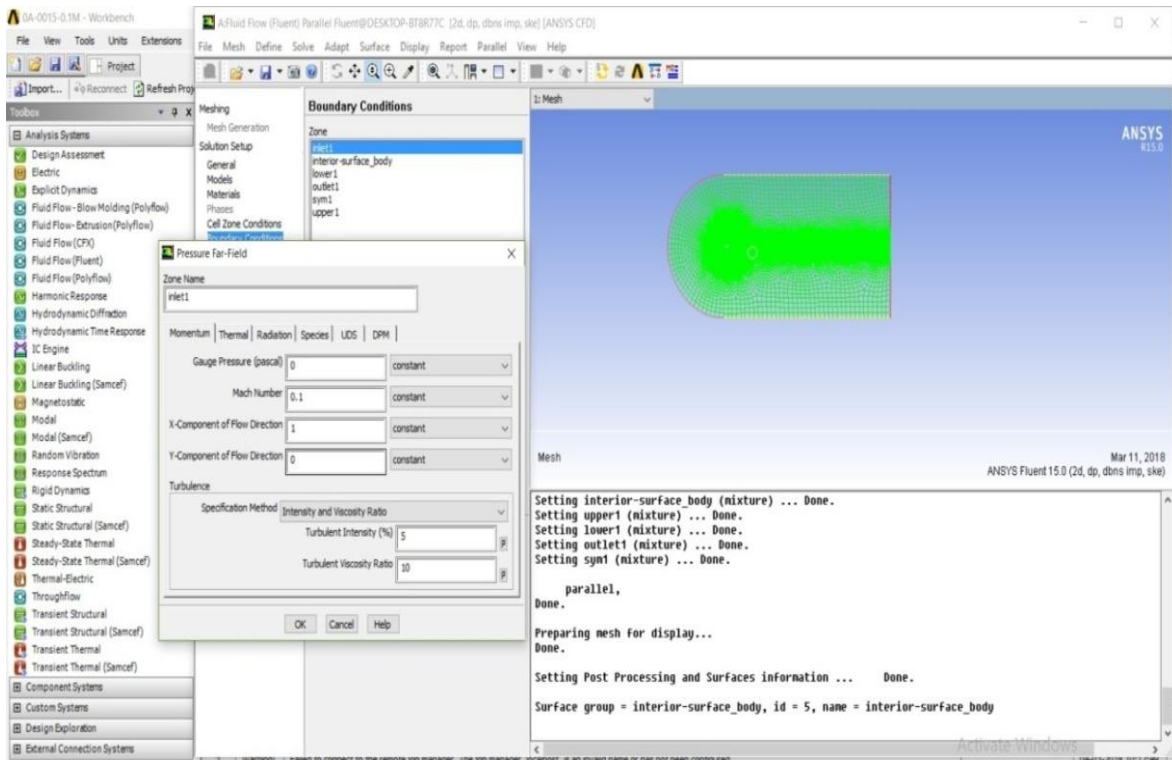 0A-0015-0.1M - Workbench
File View Tools Units Extensions
Project
Import... Reconnect Refresh Proj
Toolbox
Analysis Systems
Design Assessment
Electric
Explicit Dynamics
Fluid Flow - Blow Molding (Polyflow)
Fluid Flow - Extrusion (Polyflow)
Fluid Flow (CFX)
Fluid Flow (Fluent)
Fluid Flow (Polyflow)
Harmonic Response
Hydrodynamic Diffraction
Hydrodynamic Time Response
IC Engine
Linear Buckling
Linear Buckling (Samcef)
Magnetostatic
Modal
Modal (Samcef)
Random Vibration
Response Spectrum
Rigid Dynamics
Static Structural
Static Structural (Samcef)
Steady-State Thermal
Steady-State Thermal (Samcef)
Thermal-Electric
Throughflow
Transient Structural
Transient Structural (Samcef)
Transient Thermal
Transient Thermal (Samcef)
Component Systems
Custom Systems
Design Exploration
External Connection Systems
A:Fluid Flow (Fluent) Parallel Fluent@DESKTOP-BT8R77C [2d, dp, dbns imp, ske] [ANSYS CFD]
File Mesh Define Solve Adapt Surface Display Report Parallel View Help
Meshing
Mesh Generation
Solution Setup
General
Models
Materials
Phases
Cell Zone Conditions
Boundary Conditions
Boundary Conditions
Zone
inlet1
interior-surface_body
lower1
outlet1
sym1
upper1
Pressure Far-Field
Zone Name
inlet1
Momentum Thermal Radiation Species UDS DPM
Gauge Pressure (pascal) 0 constant
Mach Number 0.1 constant
X-Component of Flow Direction 1 constant
Y-Component of Flow Direction 0 constant
Turbulence
Specification Method Intensity and Viscosity Ratio
Turbulent Intensity (%) 5 P
Turbulent Viscosity Ratio 10 P
OK Cancel Help
1: Mesh
ANSYS
R15.0
Mesh
Mar 11, 2018
ANSYS Fluent 15.0 (2d, dp, dbns imp, ske)
Setting interior-surface_body (mixture) ... Done.
Setting upper1 (mixture) ... Done.
Setting lower1 (mixture) ... Done.
Setting outlet1 (mixture) ... Done.
Setting sym1 (mixture) ... Done.
parallel,
Done.
Preparing mesh for display...
Done.
Setting Post Processing and Surfaces information ... Done.
Surface group = interior-surface_body, id = 5, name = interior-surface_body
Activate Windows